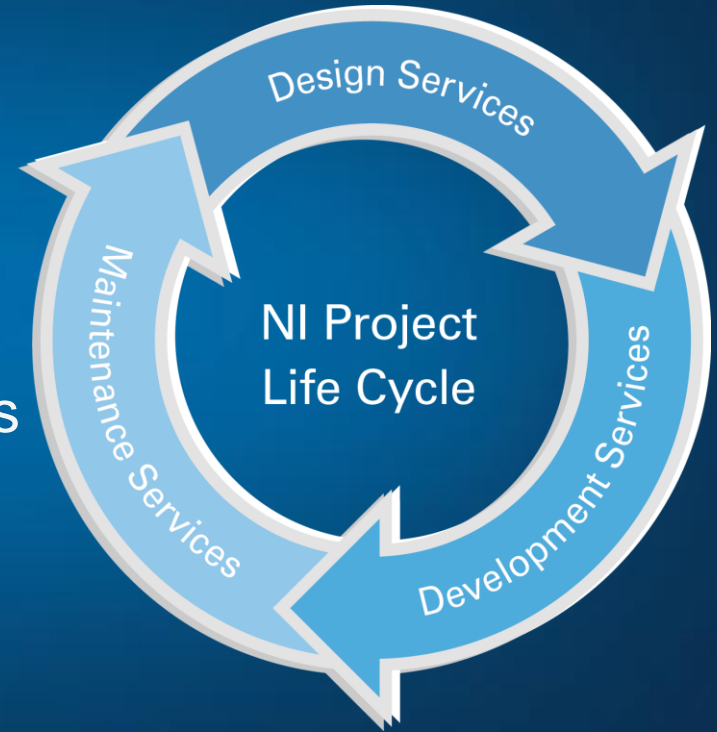 Design Services
NI Project
Life Cycle
s
Maintenance Services
Development Services